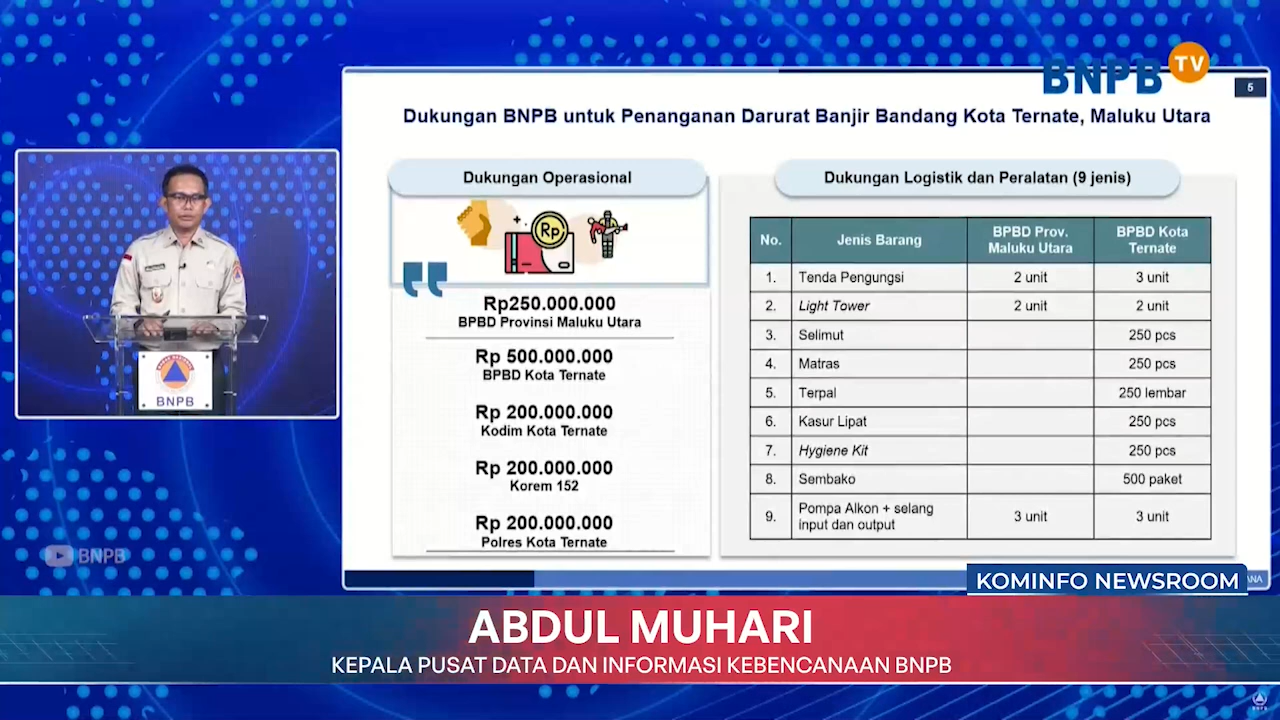 BNPB TV
5
Dukungan BNPB untuk Penanganan Darurat Banjir Bandang Kota Ternate, Maluku Utara
Dukungan Operasional
Rp
Rp250.000.000
BPBD Provinsi Maluku Utara
Rp 500.000.000
BPBD Kota Ternate
Rp 200.000.000
Kodim Kota Ternate
Rp 200.000.000
Korem 152
Rp 200.000.000
Polres Kota Ternate
Dukungan Logistik dan Peralatan (9 jenis)
No. Jenis Barang BPBD Prov. Maluku Utara BPBD Kota Ternate
1. Tenda Pengungsi 2 unit 3 unit
2. Light Tower 2 unit 2 unit
3. Selimut 250 pcs
4. Matras 250 pcs
5. Terpal 250 lembar
6. Kasur Lipat 250 pcs
7. Hygiene Kit 250 pcs
8. Sembako 500 paket
9. Pompa Alkon + selang input dan output 3 unit 3 unit
BNPB
BNPB
KOMINFO NEWSROOM
ABDUL MUHARI
KEPALA PUSAT DATA DAN INFORMASI KEBENCANAAN BNPB
BNPB